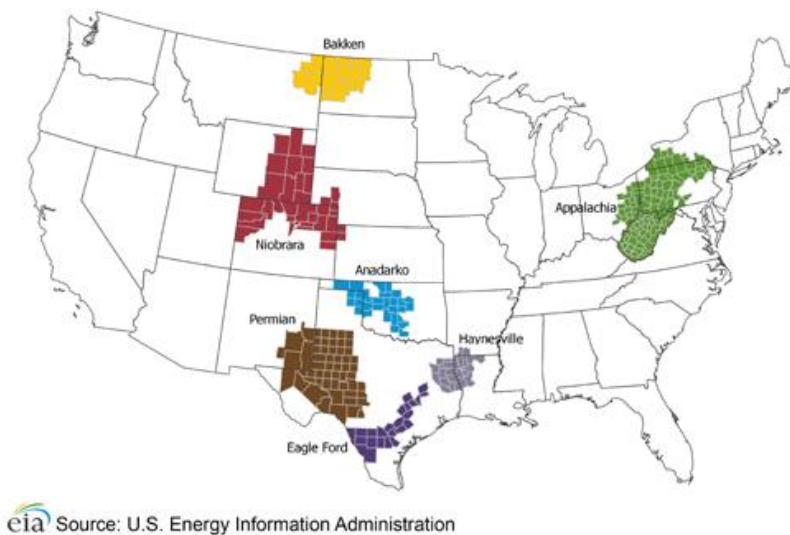 Bakken
Appalachia
Niobrara
Anadarko
Permian
Haynesville
Eagle Ford
eia Source: U.S. Energy Information Administration